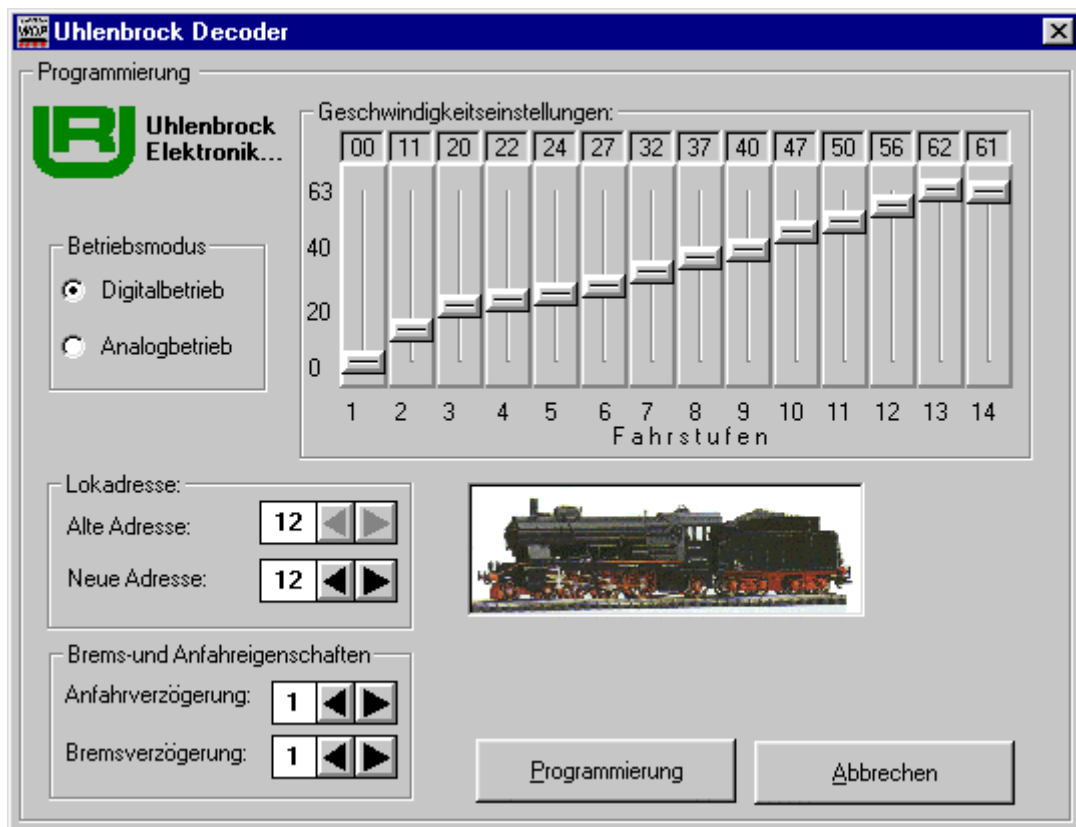 Uhlenbrock Decoder
Programmierung
Uhlenbrock
Elektronik...
Geschwindigkeitseinstellungen:
00 11 20 22 24 27 32 37 40 47 50 56 62 61
63
40
20
0
1 2 3 4 5 6 7 8 9 10 11 12 13 14
Fahrstufen
Betriebsmodus
Digitalbetrieb
Analogbetrieb
Lokadresse:
Alte Adresse: 12
Neue Adresse: 12
Brems-und Anfahreigenschaften
Anfahrverzögerung: 1
Bremsverzögerung: 1
Programmierung
Abbrechen